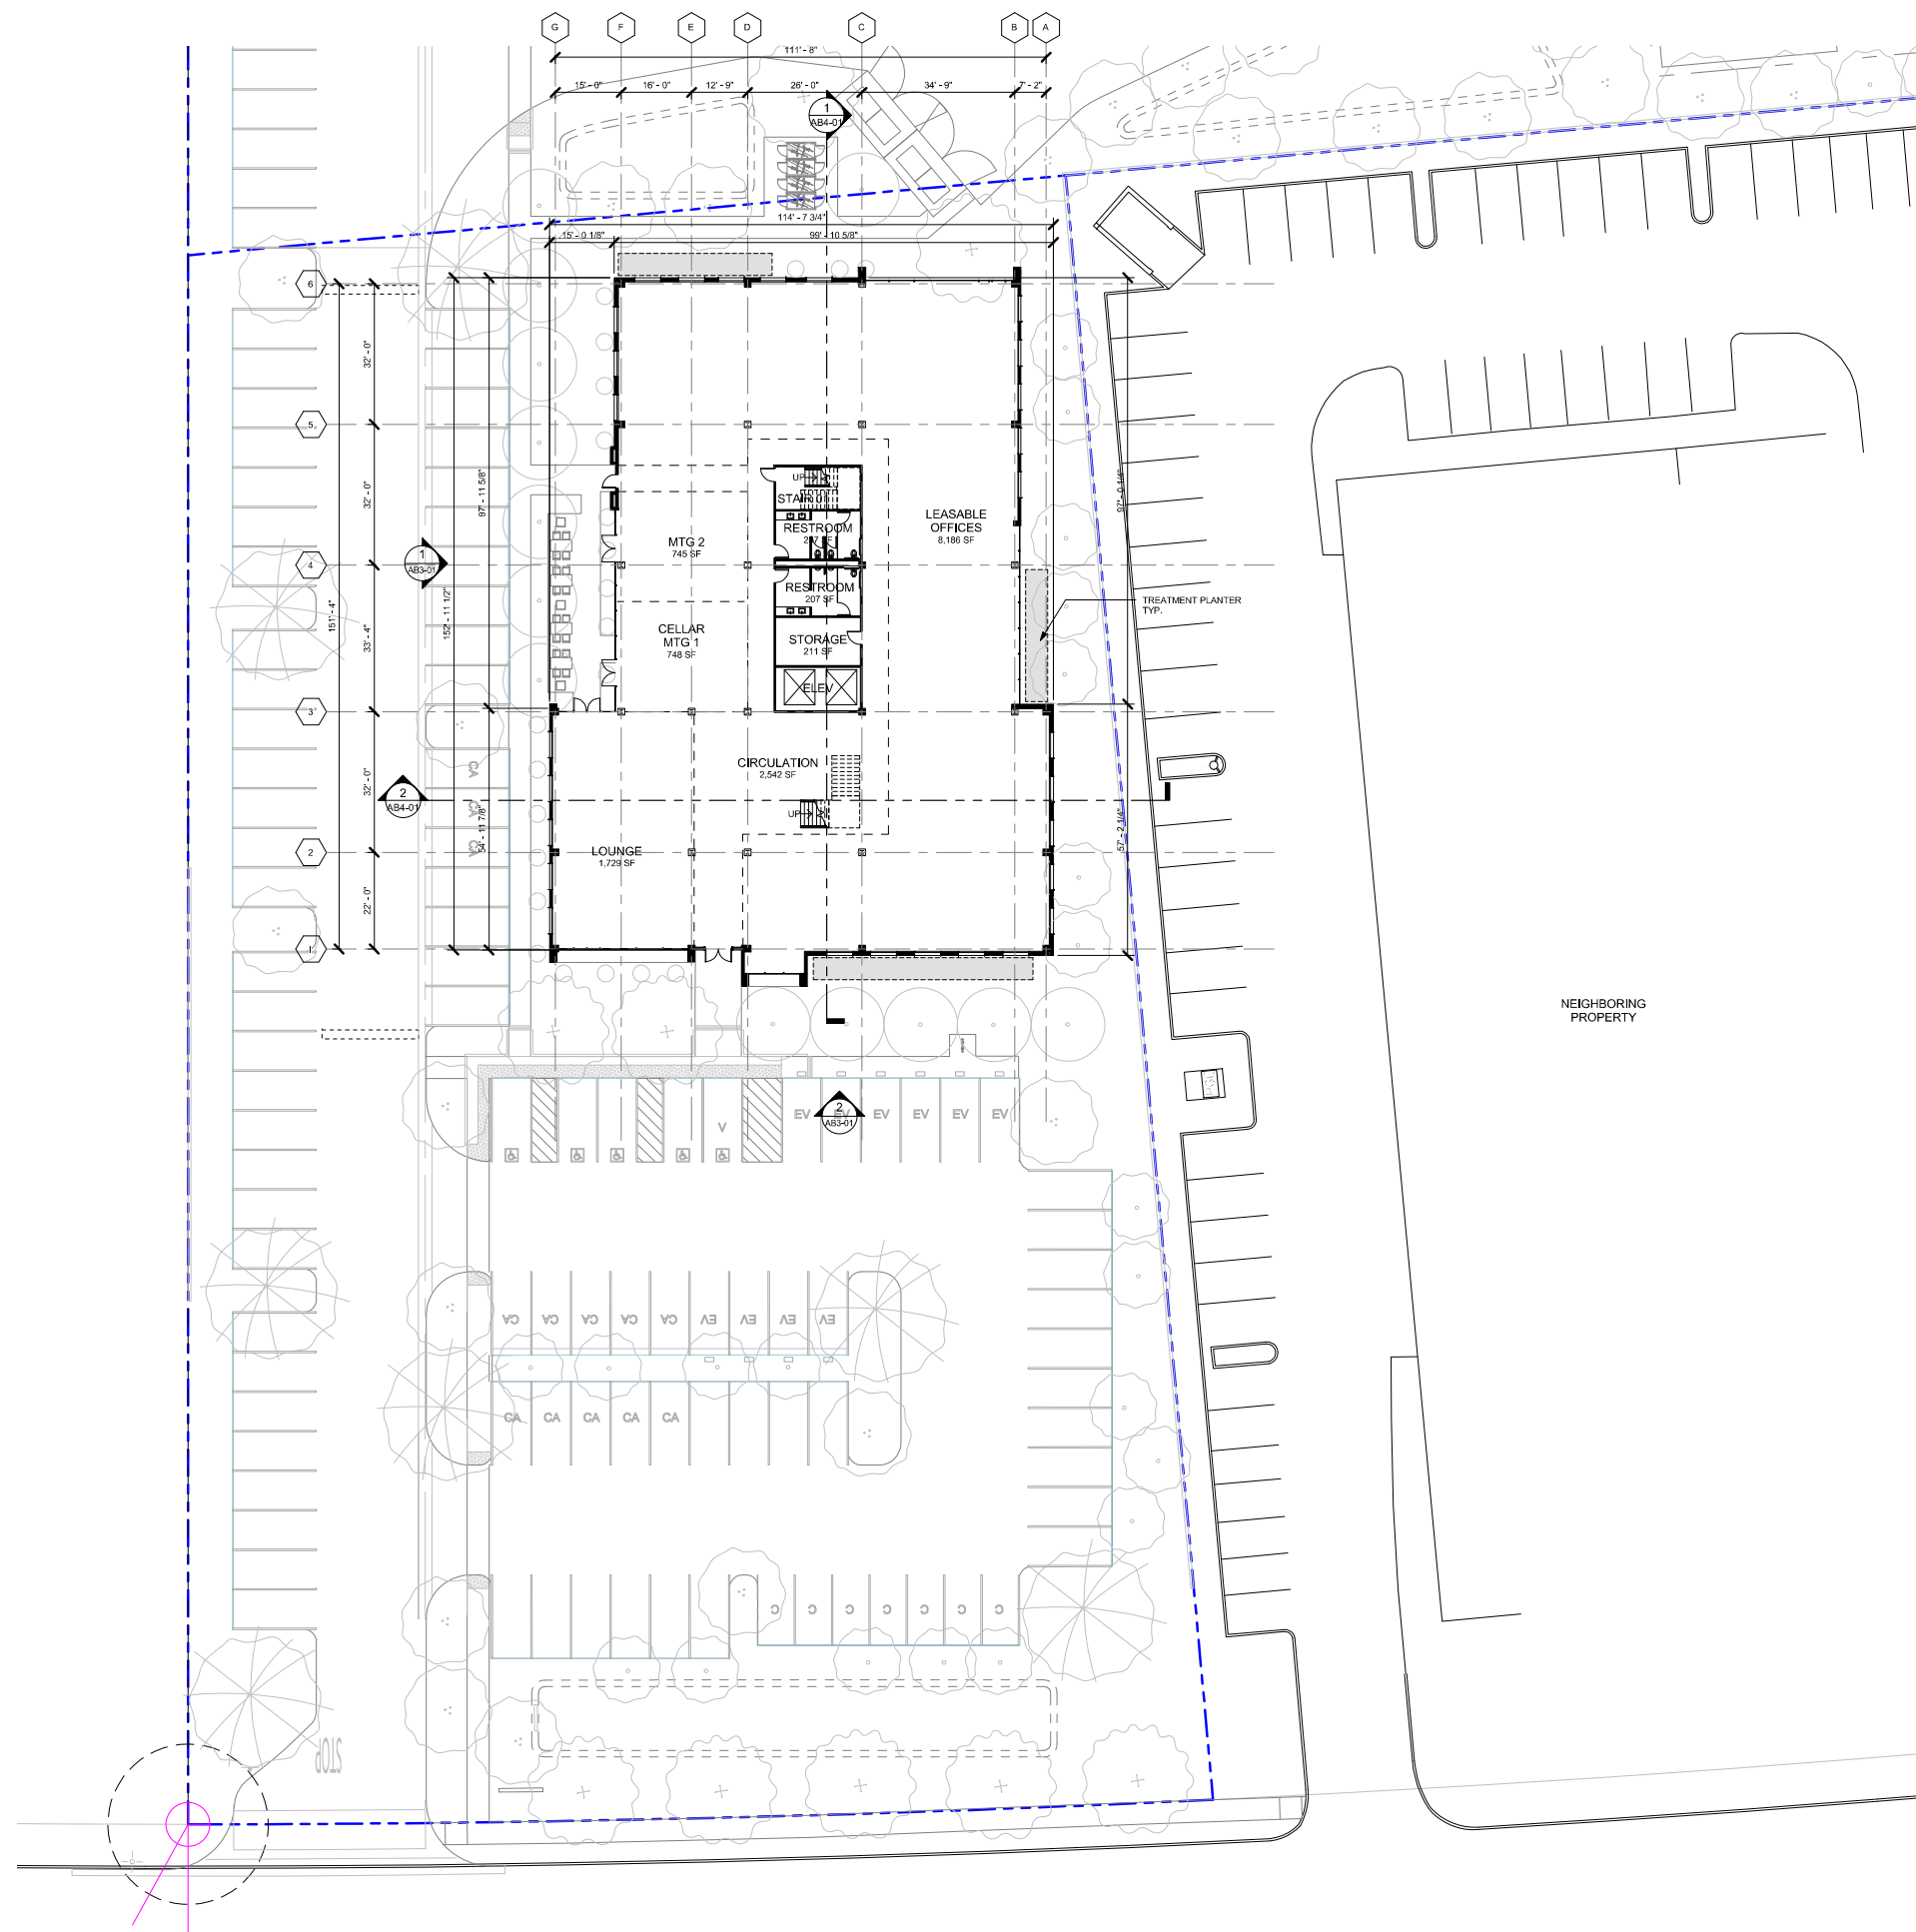 G F E D C B A
111' - 8"
15' - 0" 16' - 0" 12' - 9" 26' - 0" 34' - 9" 7' - 2"
1
AB4-01
114' - 7 3/4"
15' - 0 1/8" 99' - 10 5/8"
6
32' - 0"
5
32' - 0"
97' - 11 5/8"
97' - 0 1/4"
UP
STAIR 01
LEASABLE
OFFICES
8,186 SF
RESTROOM
MTG 2
745 SF
1
AB3-01
4
RESTROOM
207 SF
TREATMENT PLANTER
TYP.
151' - 4"
152' - 11 1/2"
33' - 4"
CELLAR
MTG 1
748 SF
STORAGE
211 SF
ELEV
3
CIRCULATION
2,542 SF
CA
CA
CA
2
AB4-01
32' - 0"
54' - 11 7/8"
57' - 2 1/4"
UP
2
LOUNGE
1,729 SF
22' - 0"
1
NEIGHBORING
PROPERTY
V
EV EV EV EV EV EV
2
AB3-01
CA CA CA CA CA EV EV EV EV
CA CA CA CA CA
C C C C C C C
STOP